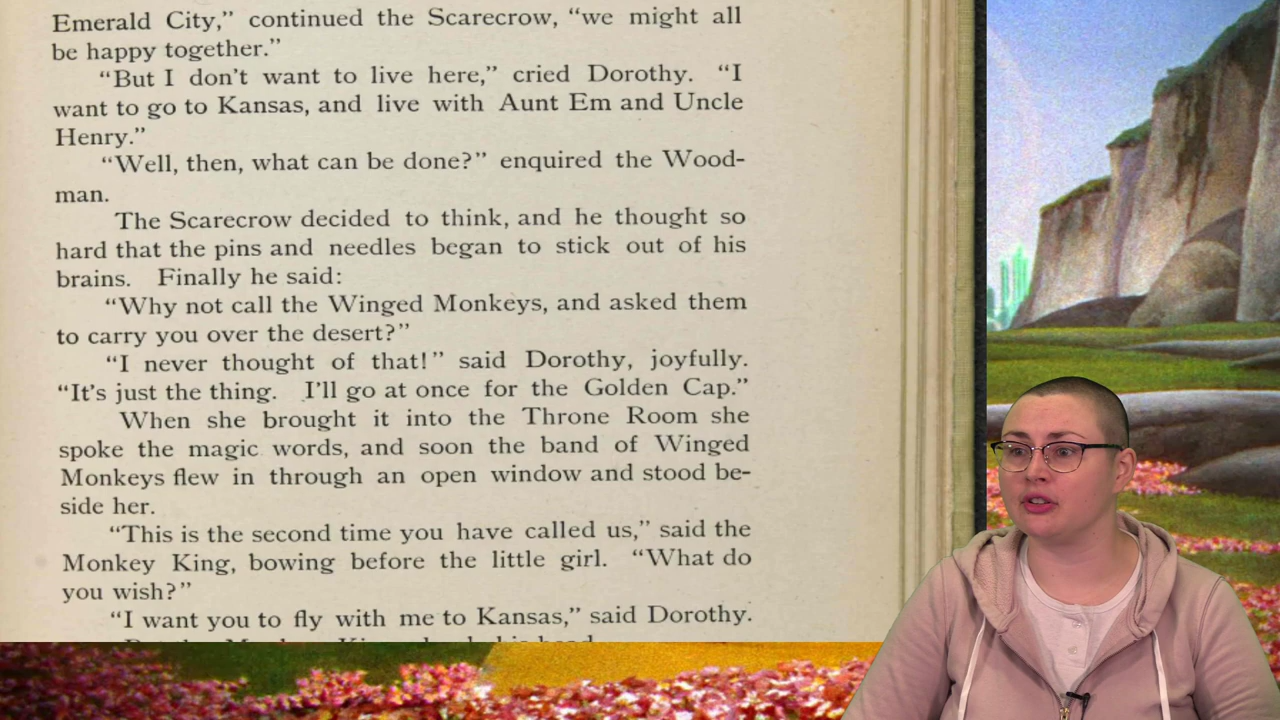 Emerald City,” continued the Scarecrow, “we might all
be happy together.”
“But I don’t want to live here,” cried Dorothy. “I
want to go to Kansas, and live with Aunt Em and Uncle
Henry.”
“Well, then, what can be done?” enquired the Wood-
man.
The Scarecrow decided to think, and he thought so
hard that the pins and needles began to stick out of his
brains. Finally he said:
“Why not call the Winged Monkeys, and asked them
to carry you over the desert?”
“I never thought of that!” said Dorothy, joyfully.
“It’s just the thing. I’ll go at once for the Golden Cap.”
When she brought it into the Throne Room she
spoke the magic words, and soon the band of Winged
Monkeys flew in through an open window and stood be-
side her.
“This is the second time you have called us,” said the
Monkey King, bowing before the little girl. “What do
you wish?”
“I want you to fly with me to Kansas,” said Dorothy.